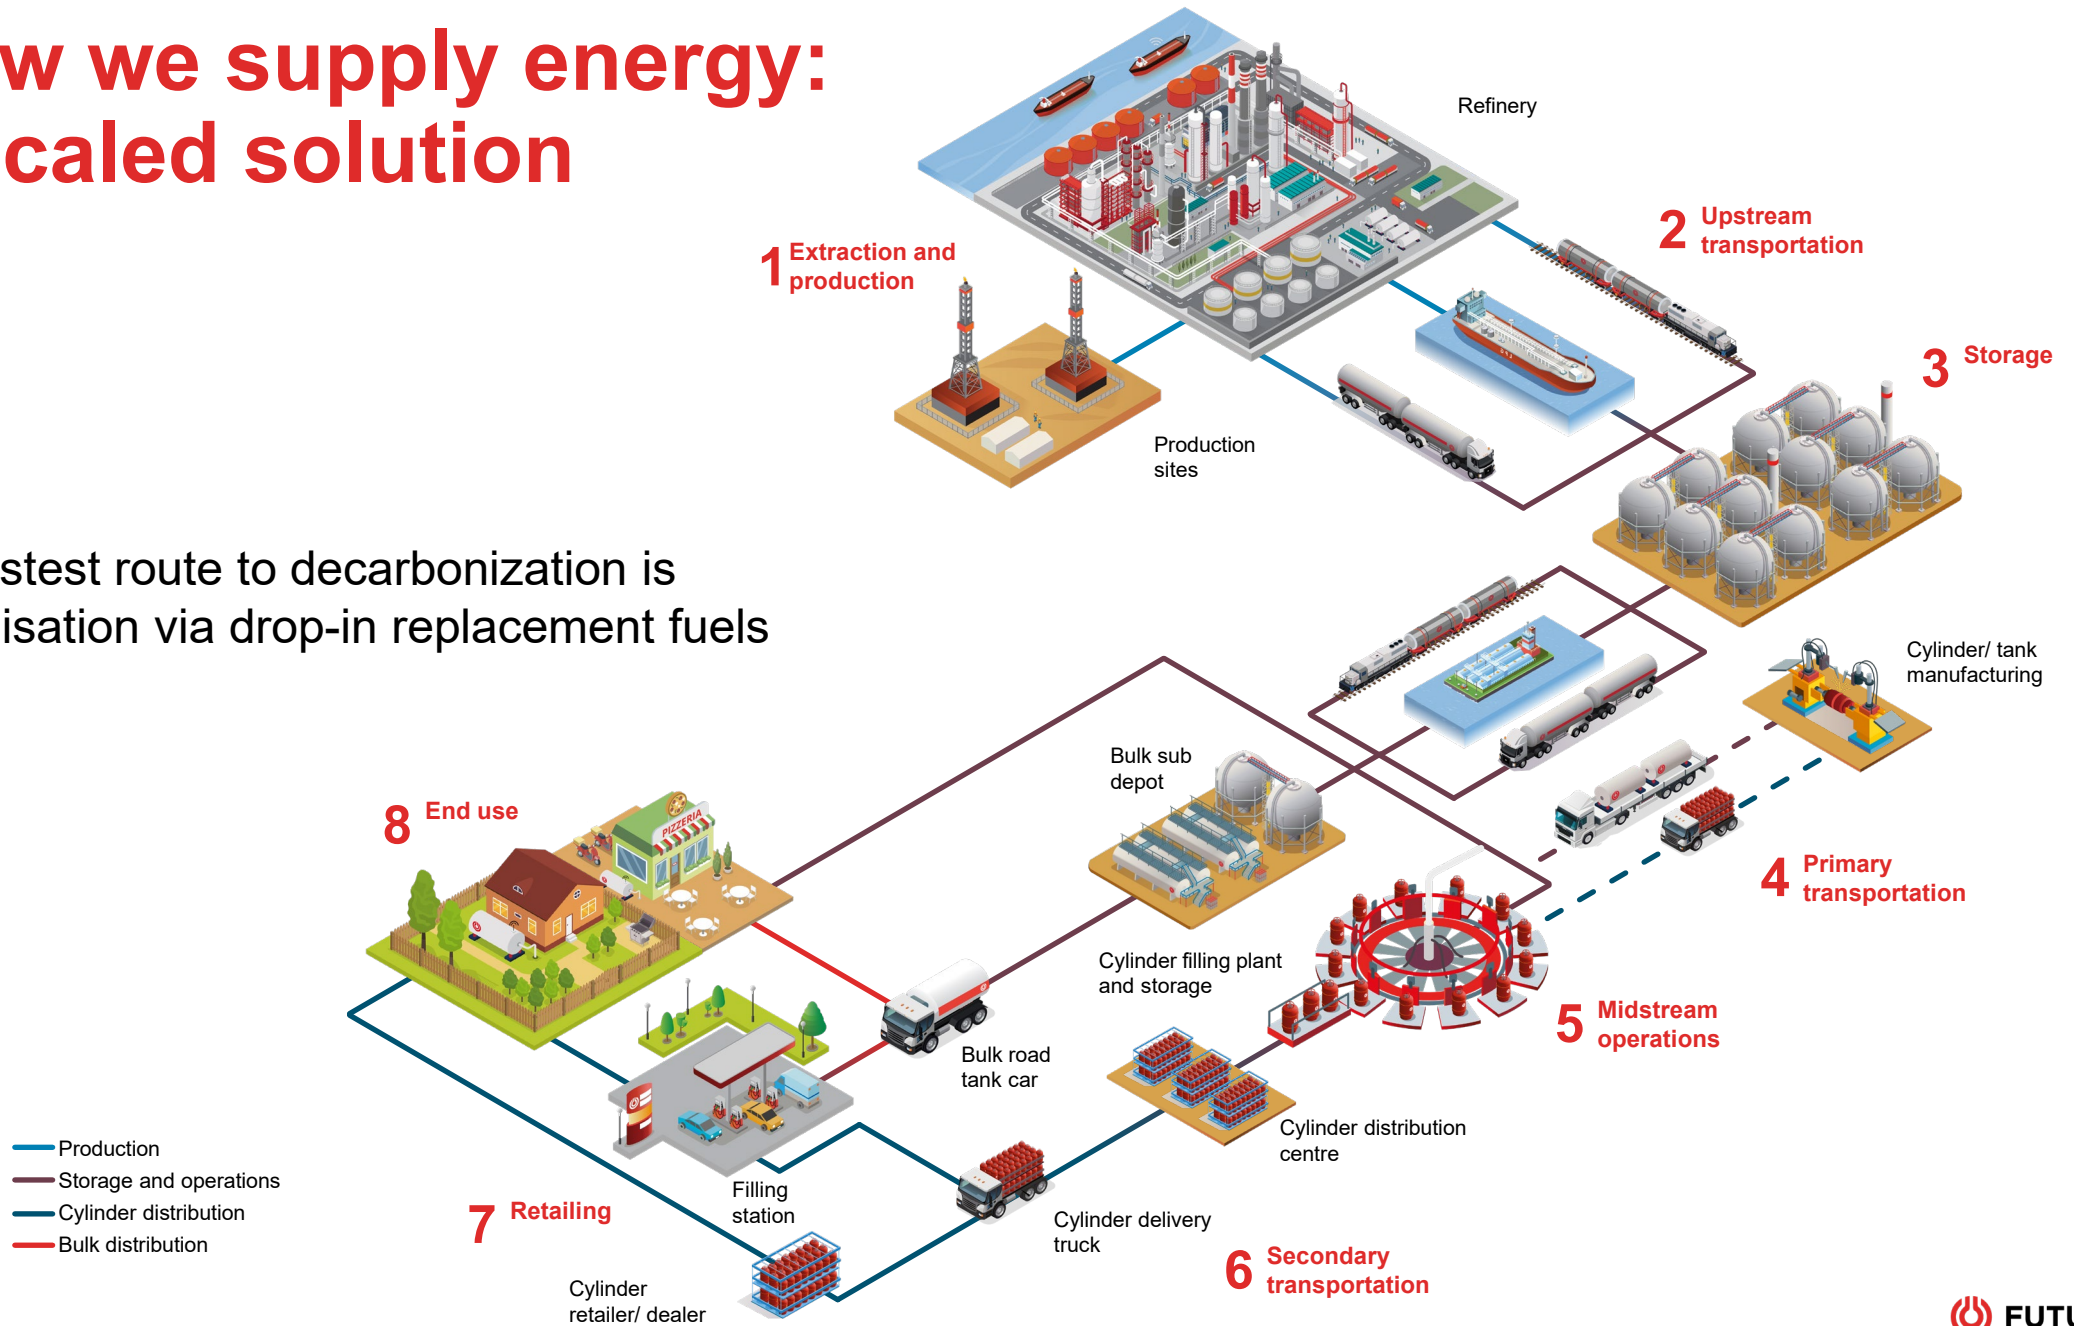 w we supply energy:
caled solution
Refinery
2 Upstream
transportation
1 Extraction and
production
3 Storage
Production
sites
stest route to decarbonization is
isation via drop-in replacement fuels
Cylinder/ tank
manufacturing
Bulk sub
depot
8 End use
PIZZERIA
4 Primary
transportation
Cylinder filling plant
and storage
5 Midstream
operations
Bulk road
tank car
Cylinder distribution
centre
Production
Storage and operations
Cylinder distribution
Bulk distribution
7 Retailing
Filling
station
Cylinder delivery
truck
6 Secondary
transportation
Cylinder
retailer/ dealer
FUTU